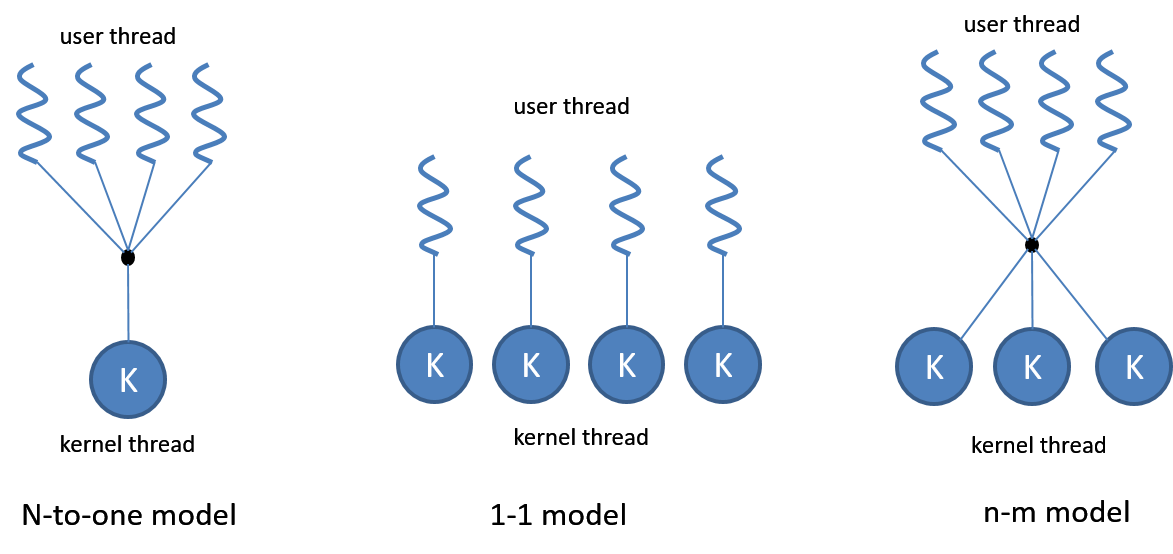 user thread
K
kernel thread
N-to-one model
user thread
K K K K
kernel thread
1-1 model
user thread
K K K
kernel thread
n-m model